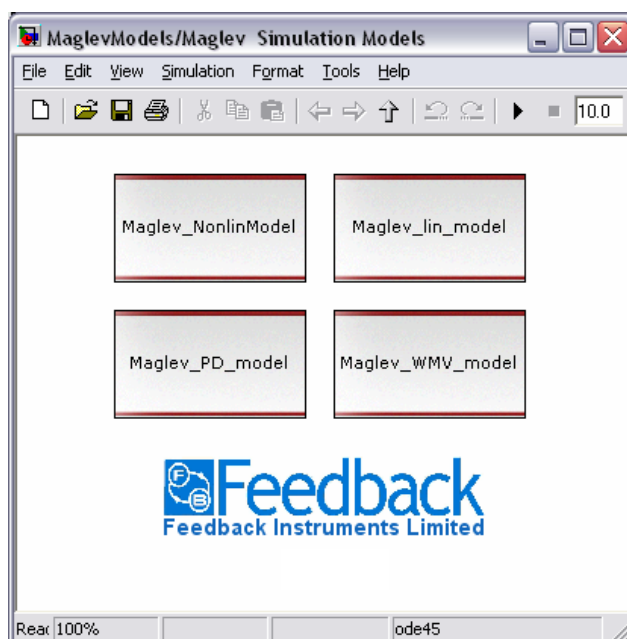 MaglevModels/Maglev Simulation Models
File Edit View Simulation Format Tools Help
10.0
Maglev_NonlinModel Maglev_lin_model
Maglev_PD_model Maglev_WMV_model
F B Feedback
Feedback Instruments Limited
100% ode45